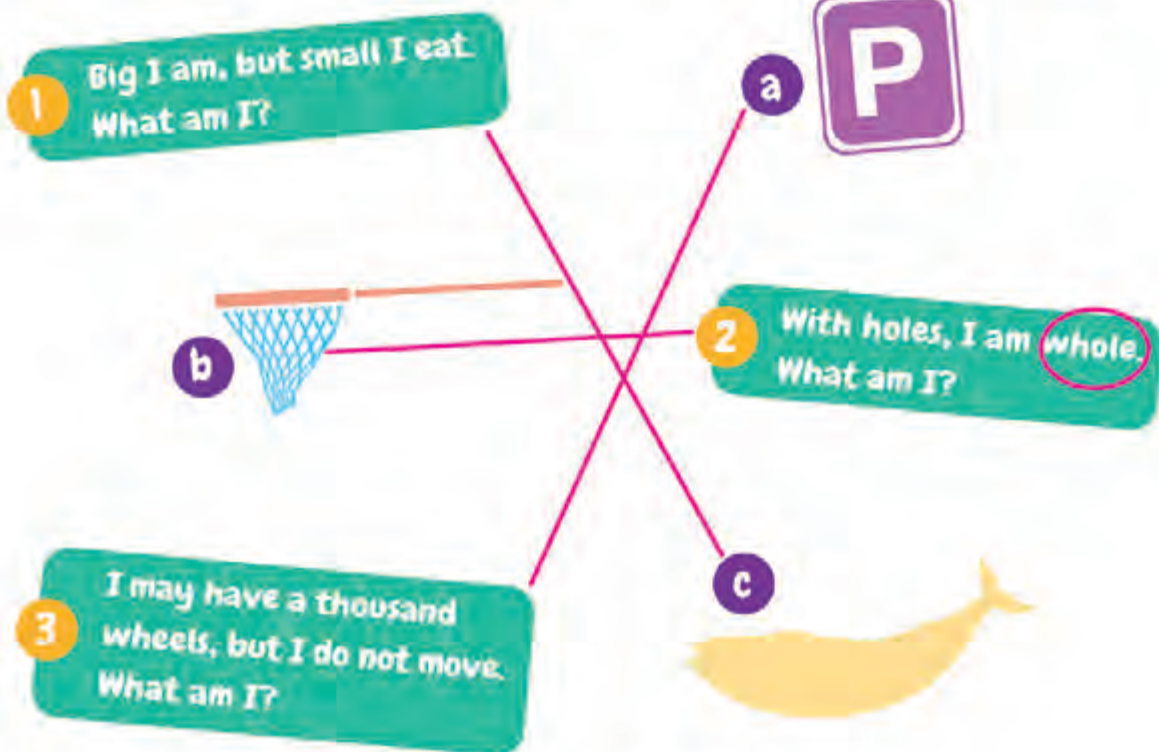 1
Big I am, but small I eat.
What am I?
a
P
b
2
With holes, I am whole.
What am I?
3
I may have a thousand
wheels, but I do not move.
What am I?
c